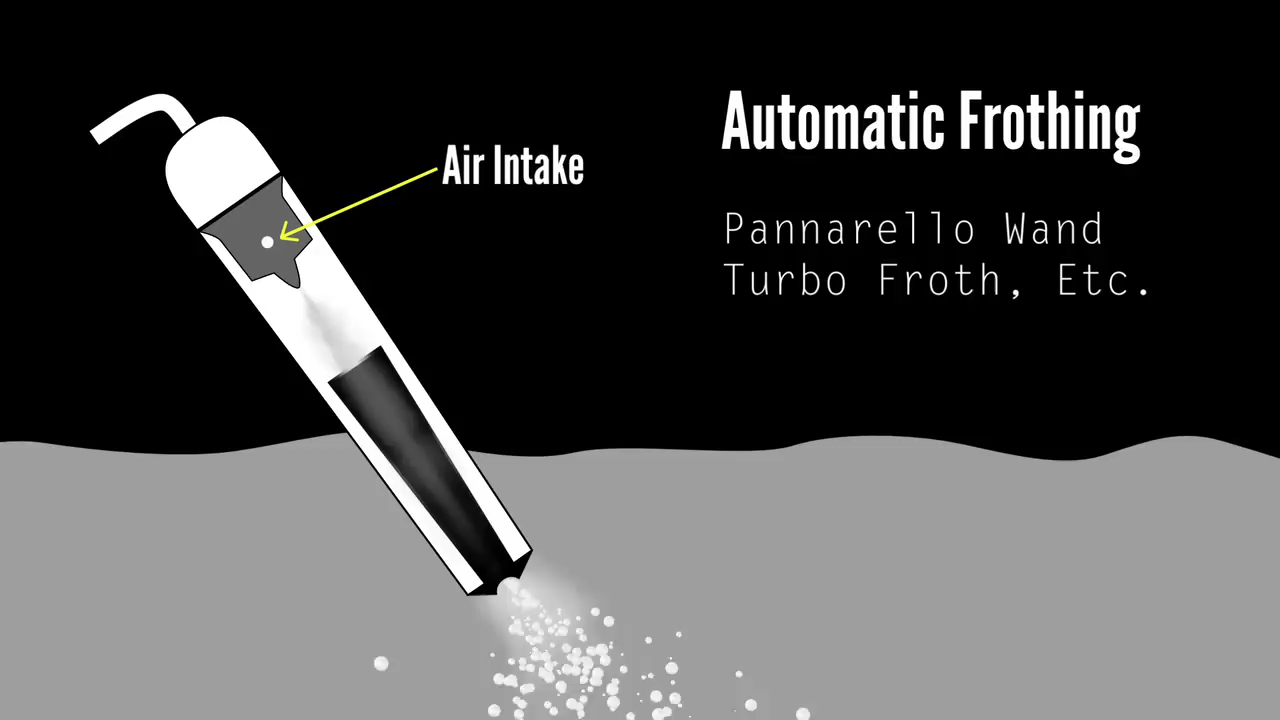 Automatic Frothing
Air Intake
Pannarello Wand
Turbo Froth, Etc.